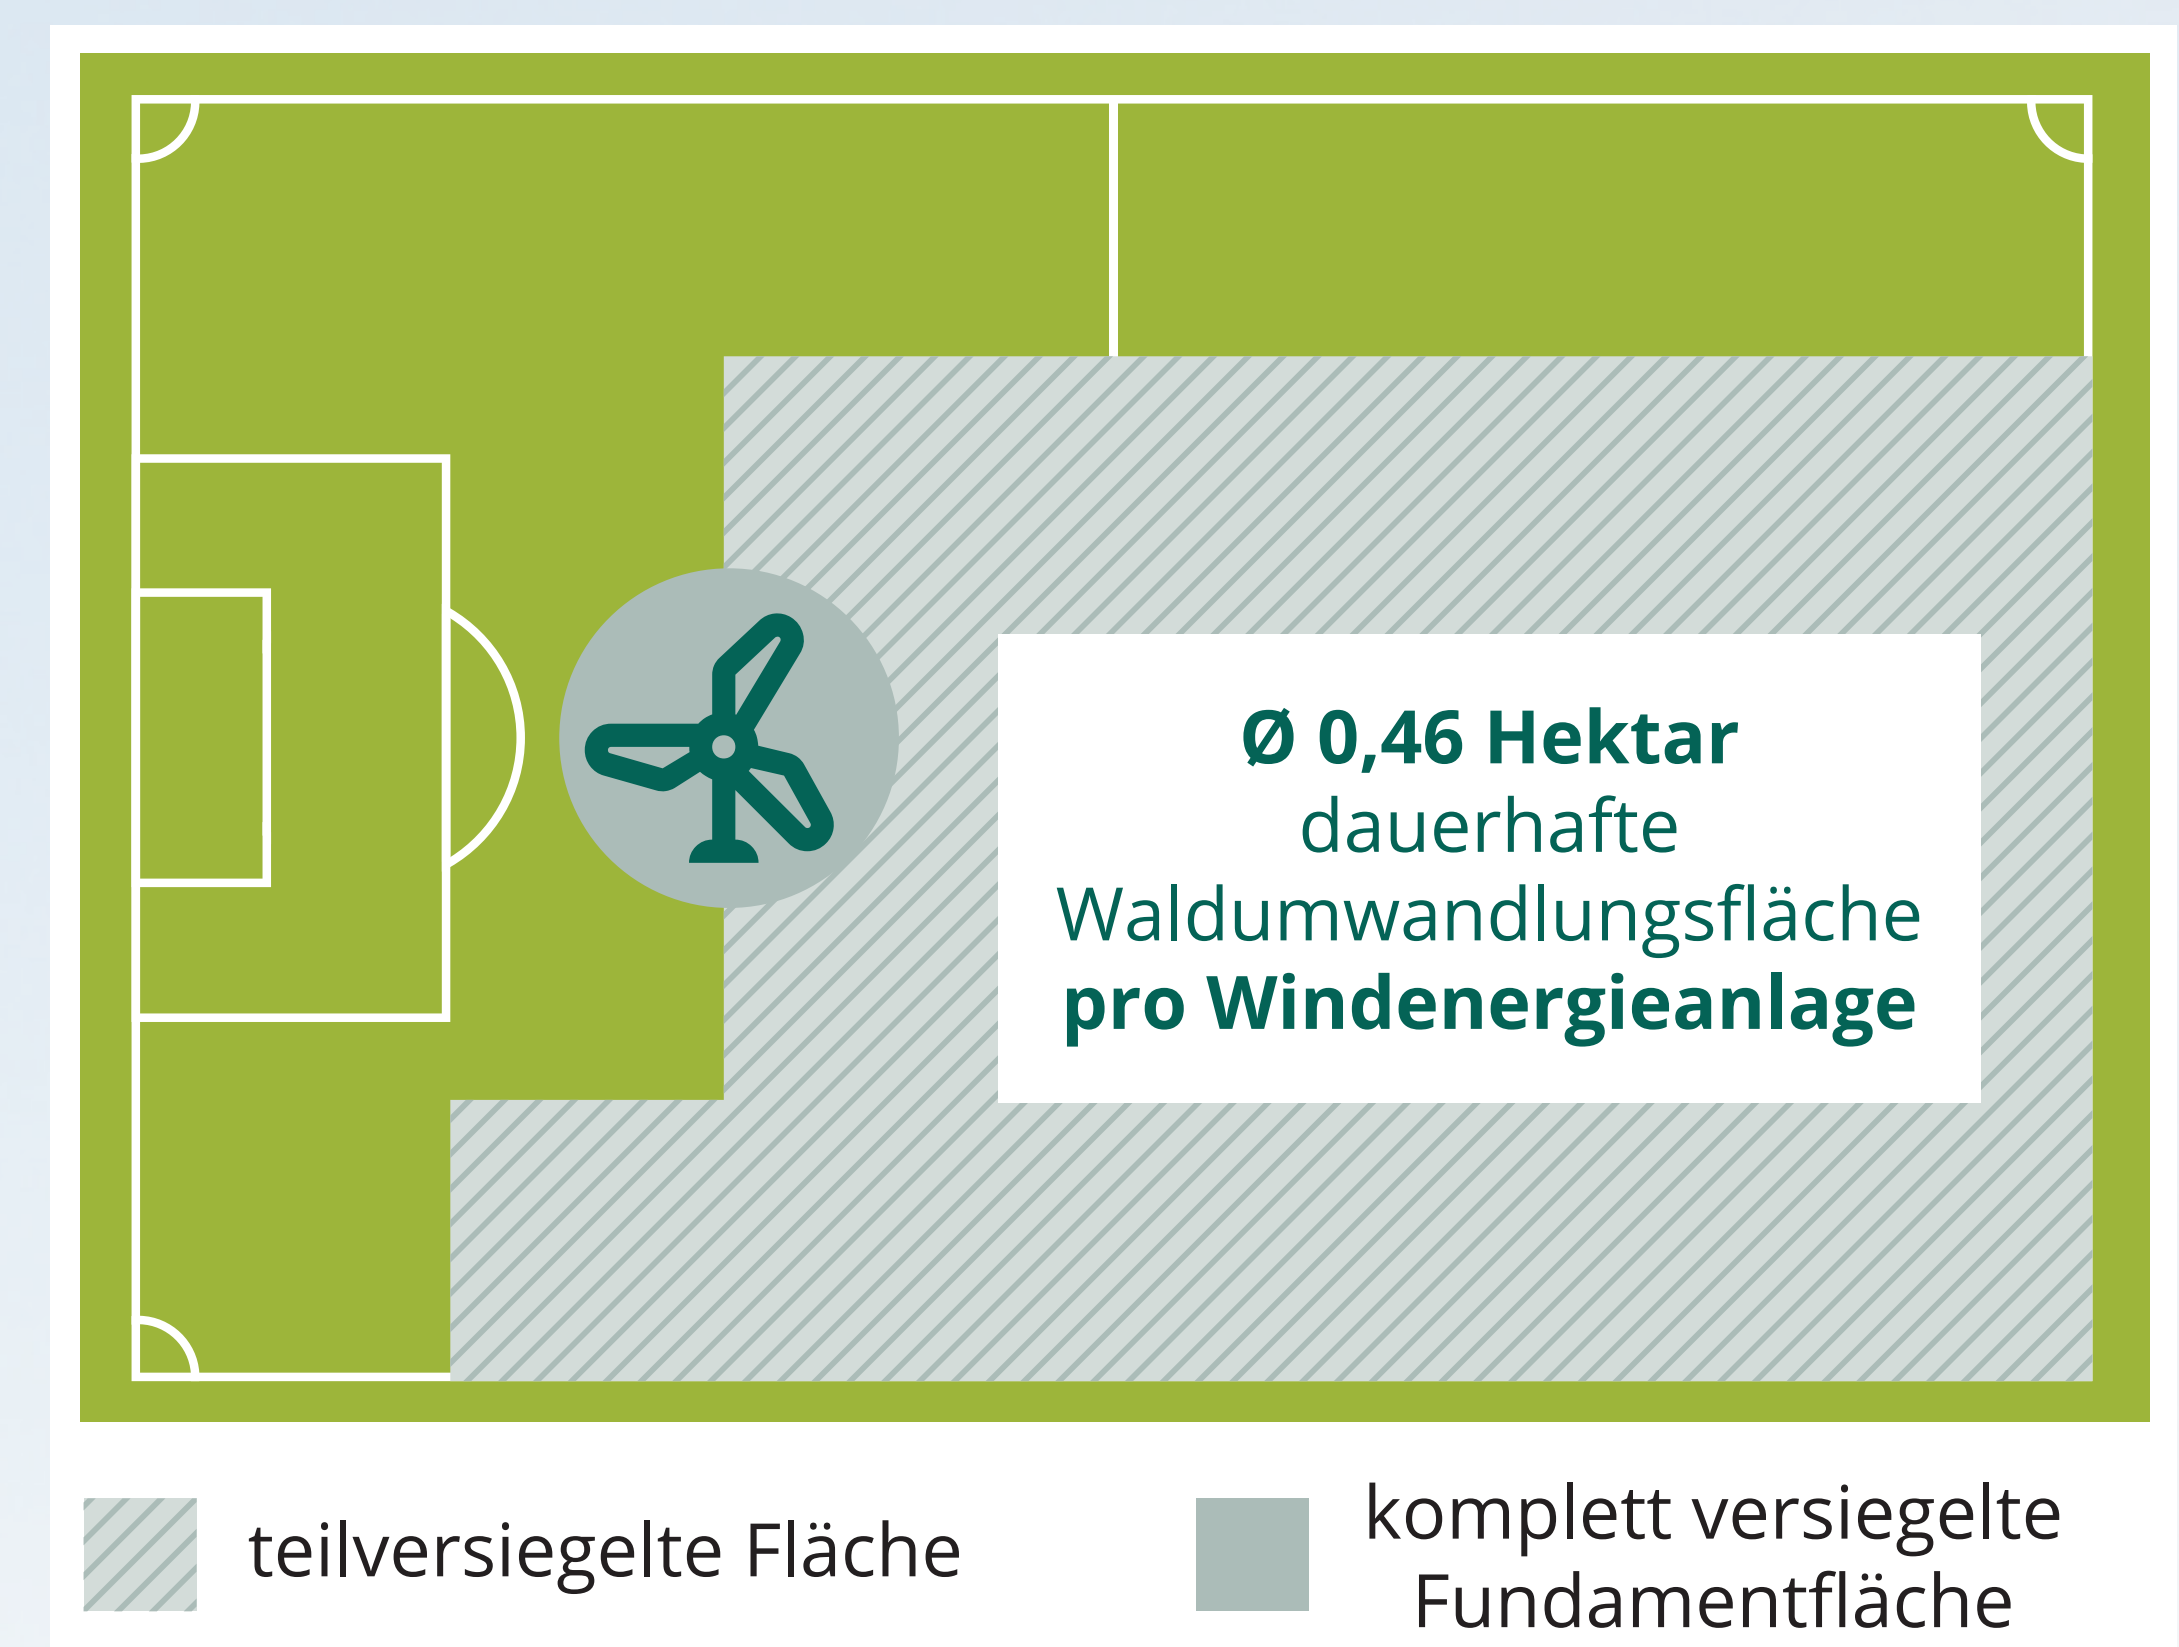 Ø 0,46 Hektar
dauerhafte
Waldumwandlungsfläche
pro Windenergieanlage
teilversiegelte Fläche
komplett versiegelte
Fundamentfläche